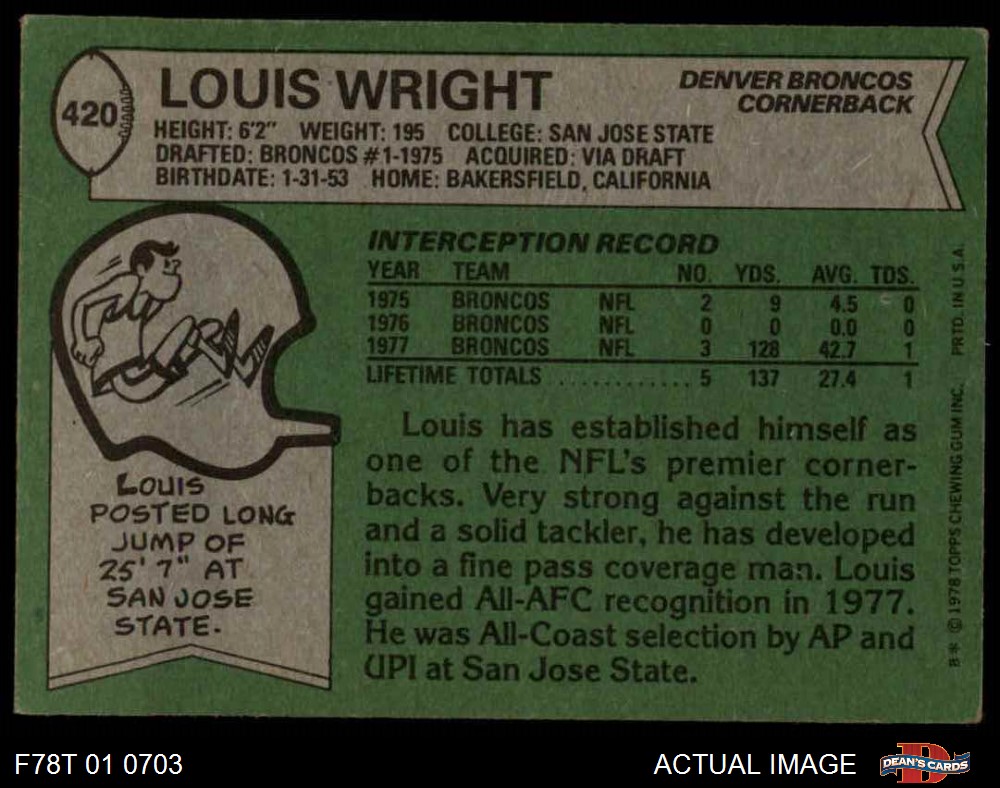 420
LOUIS WRIGHT
DENVER BRONCOS
CORNERBACK
HEIGHT: 6'2" WEIGHT: 195 COLLEGE: SAN JOSE STATE
DRAFTED: BRONCOS #1-1975 ACQUIRED: VIA DRAFT
BIRTHDATE: 1-31-53 HOME: BAKERSFIELD, CALIFORNIA
INTERCEPTION RECORD
YEAR TEAM NO. YDS. AVG. TDS.
1975 BRONCOS NFL 2 9 4.5 0
1976 BRONCOS NFL 0 0 0.0 0
1977 BRONCOS NFL 3 128 42.7 1
LIFETIME TOTALS ............. 5 137 27.4 1
Louis has established himself as
one of the NFL's premier corner-
backs. Very strong against the run
and a solid tackler, he has developed
into a fine pass coverage man. Louis
gained All-AFC recognition in 1977.
He was All-Coast selection by AP and
UPI at San Jose State.
LOUIS
POSTED LONG
JUMP OF
25' 7" AT
SAN JOSE
STATE.
B* © 1978 TOPPS CHEWING GUM INC. PRTD. IN U.S.A.
F78T 01 0703
ACTUAL IMAGE
D
DEAN'S CARDS